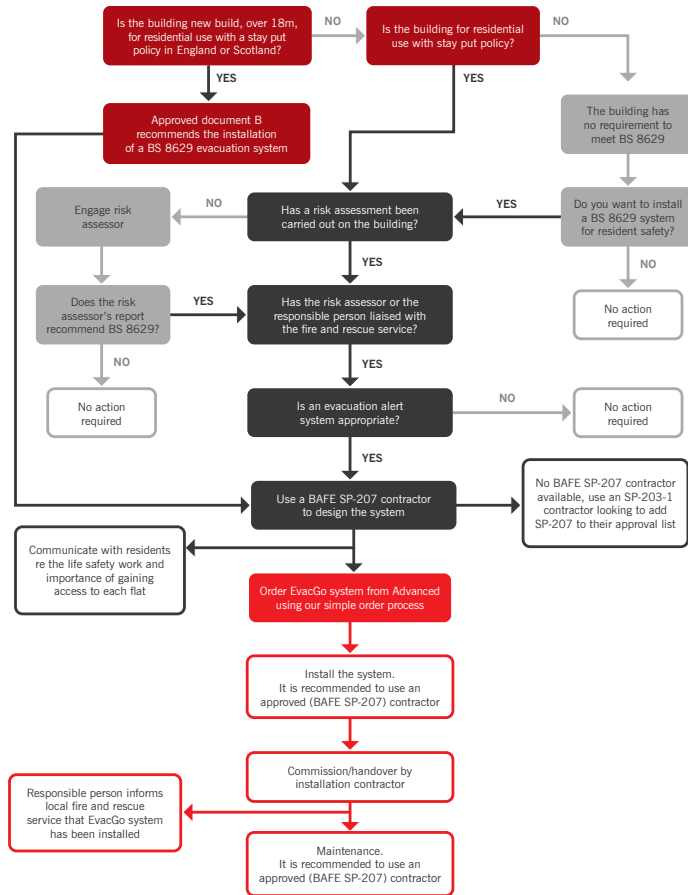 Is the building new build, over 18m,
for residential use with a stay put
policy in England or Scotland?
NO
Is the building for residential
use with stay put policy?
NO
YES
YES
Approved document B
recommends the installation
of a BS 8629 evacuation system
The building has
no requirement to
meet BS 8629
Engage risk
assessor
NO
Has a risk assessment been
carried out on the building?
YES
Do you want to install
a BS 8629 system
for resident safety?
YES
NO
Does the risk
assessor's report
recommend BS 8629?
YES
Has the risk assessor or the
responsible person liaised with
the fire and rescue service?
No action
required
NO
YES
No action
required
Is an evacuation alert
system appropriate?
NO
No action
required
YES
Use a BAFE SP-207 contractor
to design the system
No BAFE SP-207 contractor
available, use an SP-203-1
contractor looking to add
SP-207 to their approval list
Communicate with residents
re the life safety work and
importance of gaining
access to each flat
Order EvacGo system from Advanced
using our simple order process
Install the system.
It is recommended to use an
approved (BAFE SP-207) contractor
Commission/handover by
installation contractor
Responsible person informs
local fire and rescue
service that EvacGo system
has been installed
Maintenance.
It is recommended to use an
approved (BAFE SP-207) contractor